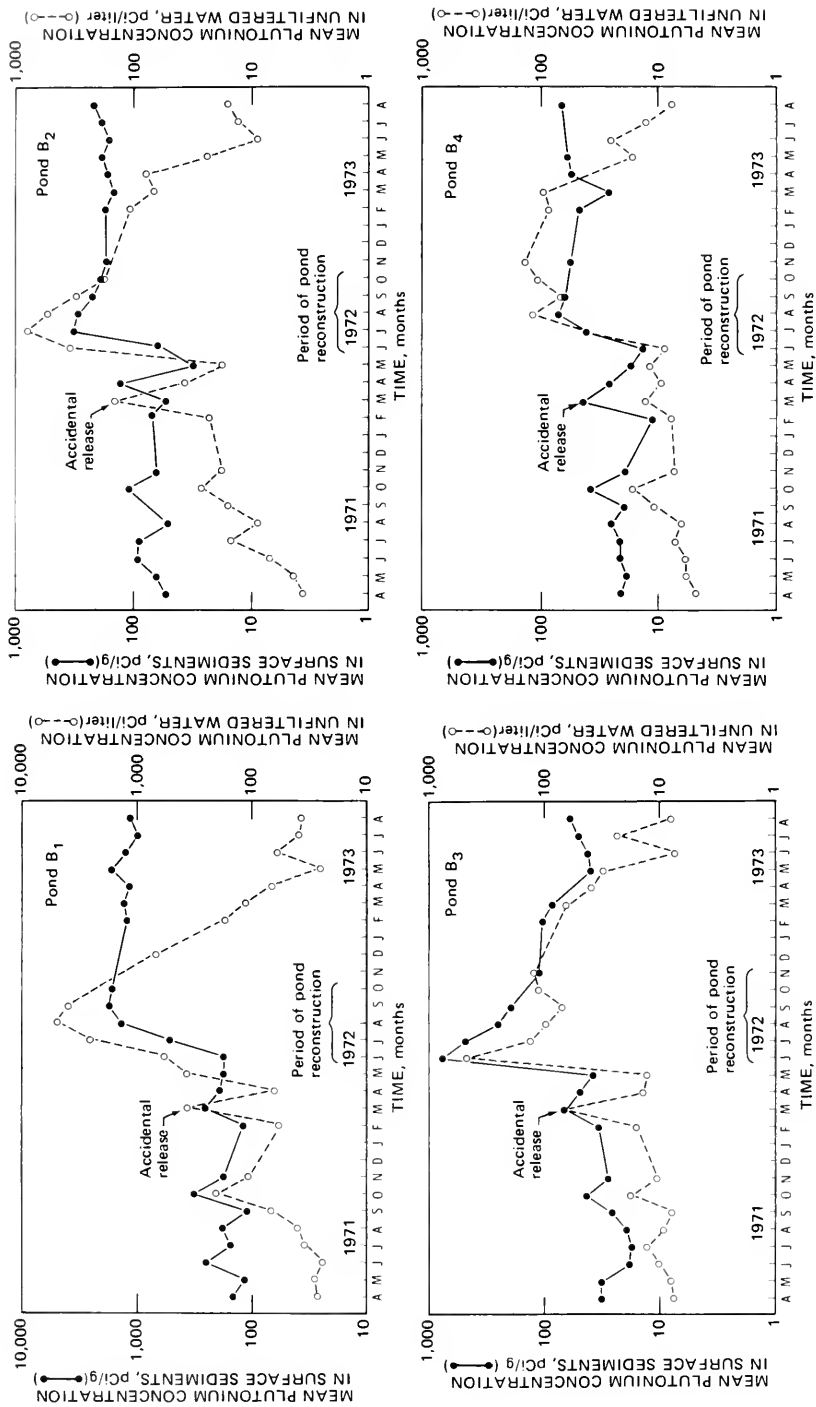 Pond B1
10,000
1,000
100
10
MEAN PLUTONIUM CONCENTRATION
IN SURFACE SEDIMENTS, pCi/g(●—●)
Accidental
release
Period of pond
reconstruction
1971
1972
1973
A M J J A S O N D J F M A M J J A S O N D J F M A M J J A
TIME, months
10,000
1,000
100
10
MEAN PLUTONIUM CONCENTRATION
IN UNFILTERED WATER, pCi/liter(○--○)
Pond B2
1,000
100
10
1
MEAN PLUTONIUM CONCENTRATION
IN SURFACE SEDIMENTS, pCi/g(●—●)
Accidental
release
Period of pond
reconstruction
1971
1972
1973
A M J J A S O N D J F M A M J J A S O N D J F M A M J J A
TIME, months
1,000
100
10
1
MEAN PLUTONIUM CONCENTRATION
IN UNFILTERED WATER, pCi/liter(○--○)
Pond B3
1,000
100
10
1
MEAN PLUTONIUM CONCENTRATION
IN SURFACE SEDIMENTS, pCi/g(●—●)
Accidental
release
Period of pond
reconstruction
1971
1972
1973
A M J J A S O N D J F M A M J J A S O N D J F M A M J J A
TIME, months
1,000
100
10
1
MEAN PLUTONIUM CONCENTRATION
IN UNFILTERED WATER, pCi/liter(○--○)
Pond B4
1,000
100
10
1
MEAN PLUTONIUM CONCENTRATION
IN SURFACE SEDIMENTS, pCi/g(●—●)
Accidental
release
Period of pond
reconstruction
1971
1972
1973
A M J J A S O N D J F M A M J J A S O N D J F M A M J J A
TIME, months
1,000
100
10
1
MEAN PLUTONIUM CONCENTRATION
IN UNFILTERED WATER, pCi/liter(○--○)